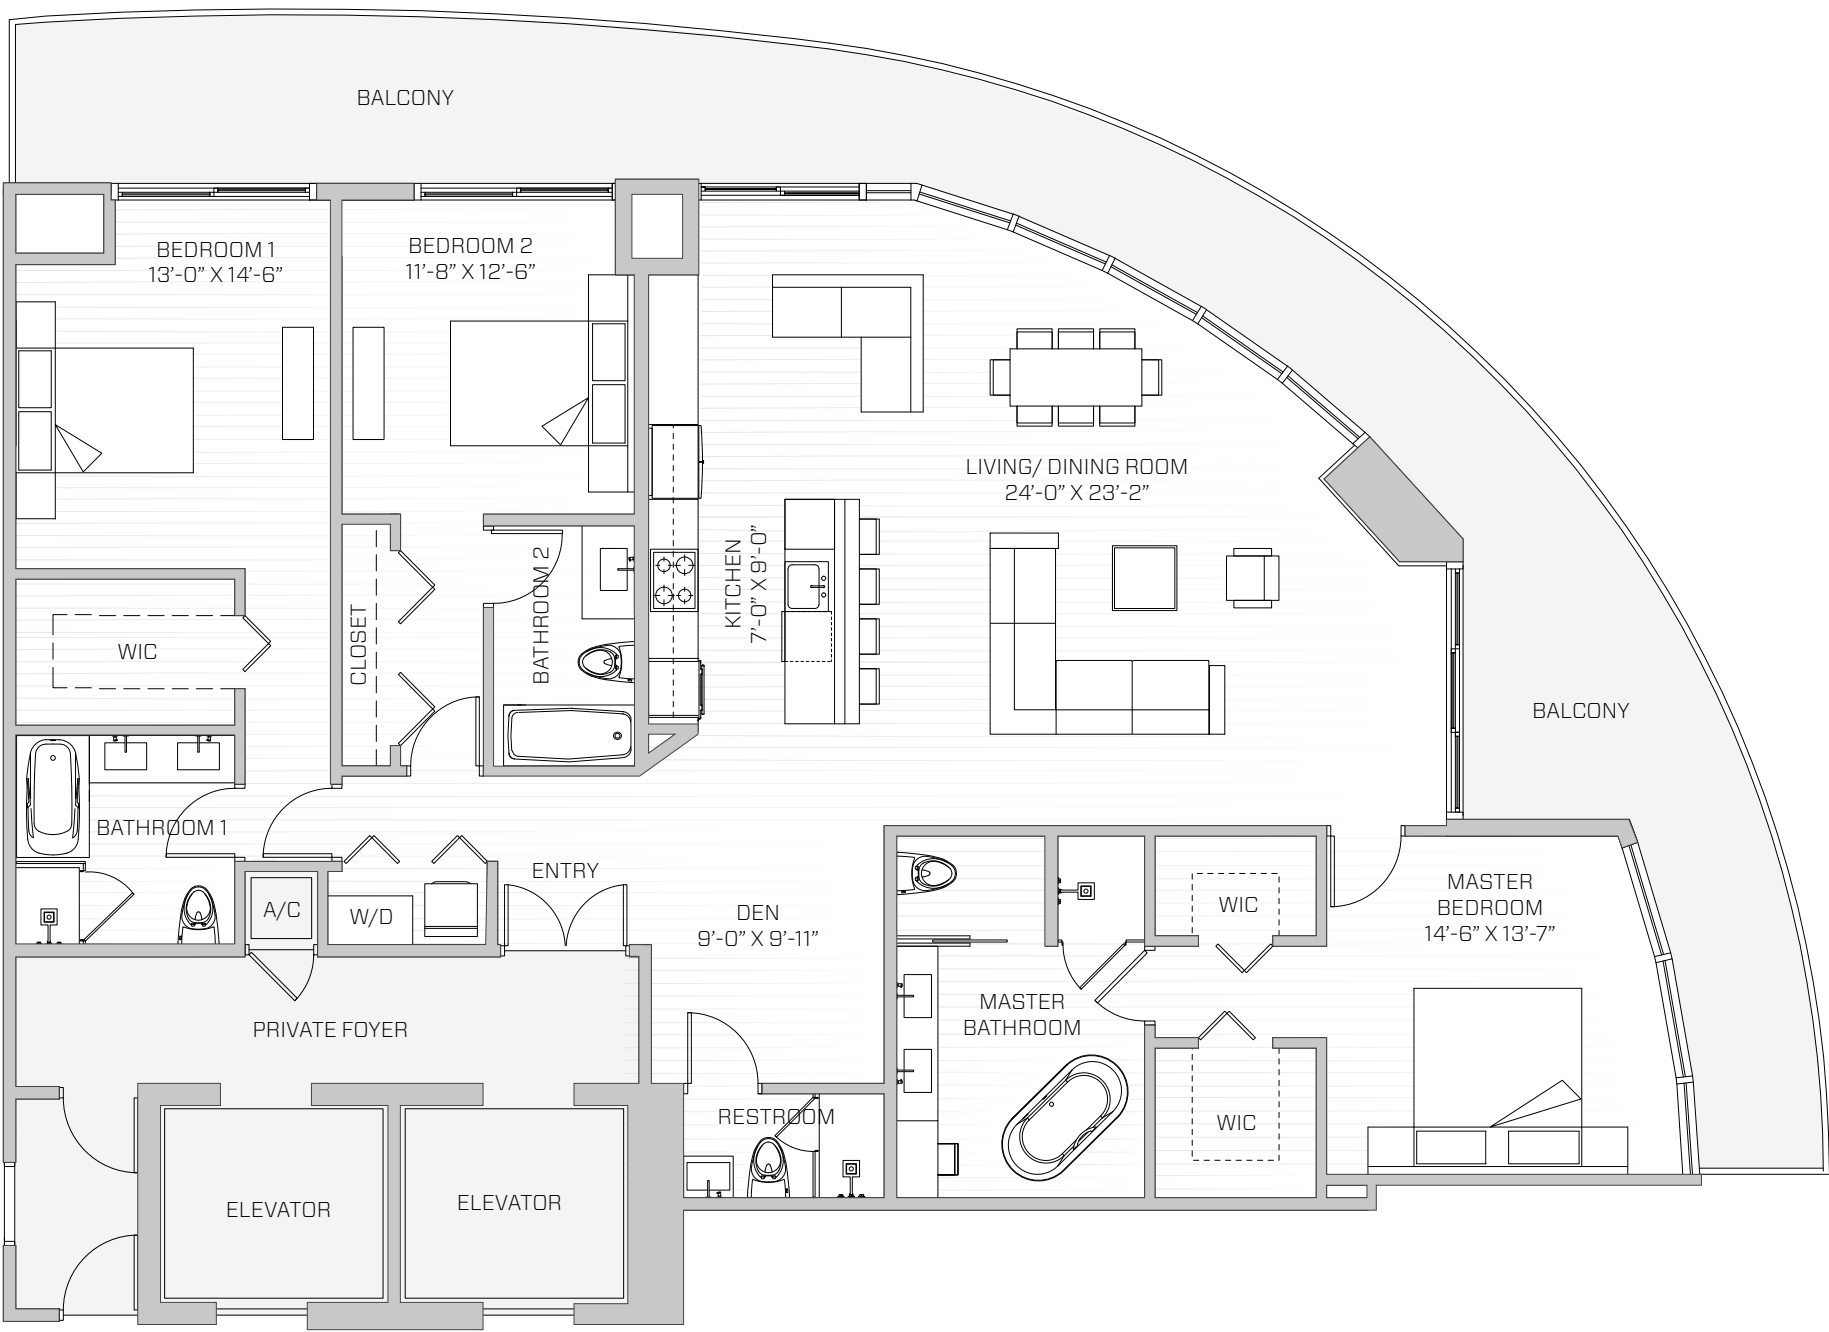 BALCONY
BEDROOM 1
13’-0” X 14’-6”
BEDROOM 2
11’-8” X 12’-6”
LIVING/ DINING ROOM
24’-0” X 23’-2”
KITCHEN
7’-0” X 9’-0”
BATHROOM 2
CLOSET
WIC
BALCONY
BATHROOM 1
ENTRY
A/C
W/D
DEN
9’-0” X 9’-11”
WIC
MASTER
BEDROOM
14’-6” X 13’-7”
MASTER
BATHROOM
PRIVATE FOYER
RESTROOM
WIC
ELEVATOR
ELEVATOR